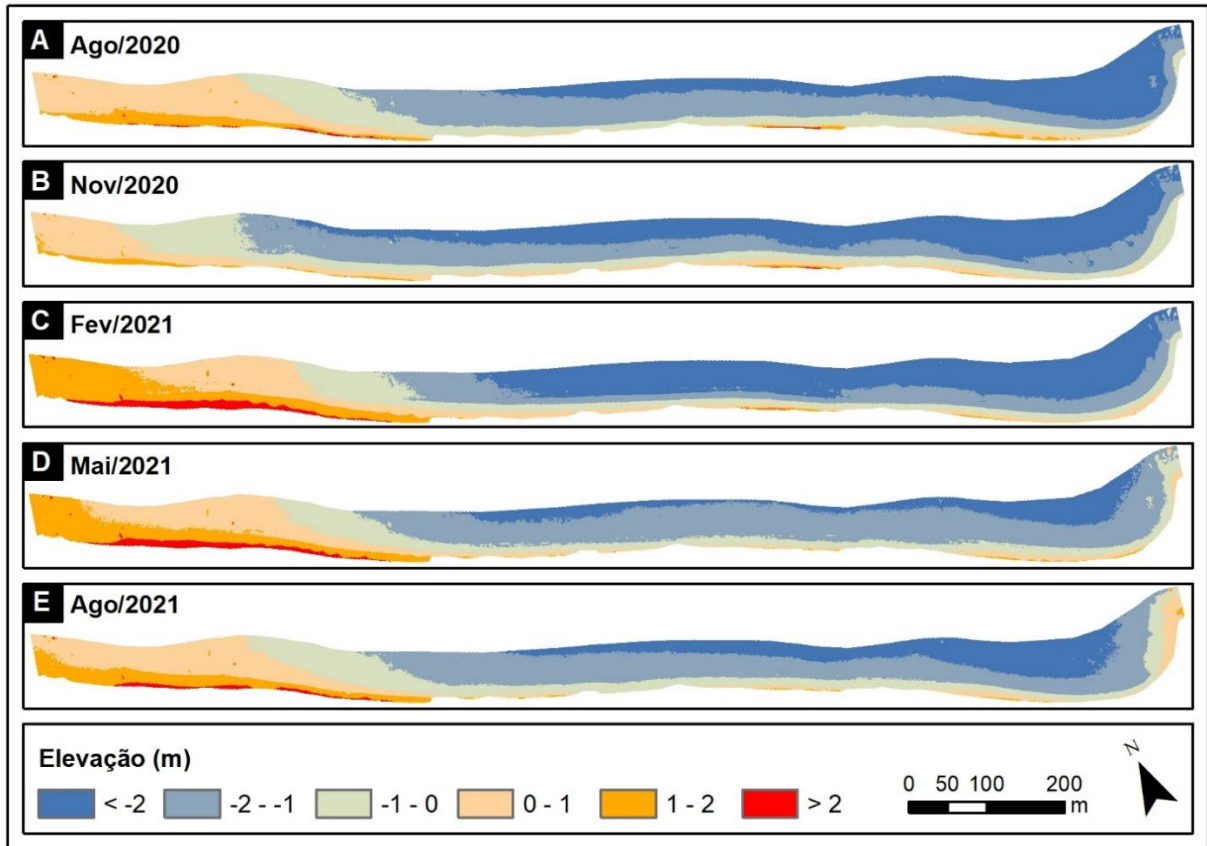 A Ago/2020
B Nov/2020
C Fev/2021
D Mai/2021
E Ago/2021
Elevação (m)
< -2 -2 - -1 -1 - 0 0 - 1 1 - 2 > 2
0 50 100 200
m
N